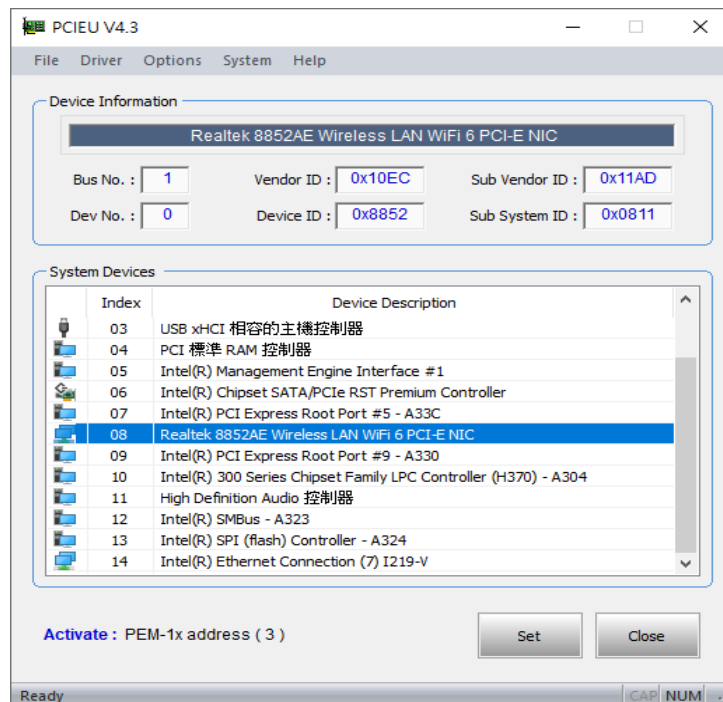 PCIEU V4.3
File Driver Options System Help
Device Information
Realtek 8852AE Wireless LAN WiFi 6 PCI-E NIC
Bus No. : 1 Vendor ID : 0x10EC Sub Vendor ID : 0x11AD
Dev No. : 0 Device ID : 0x8852 Sub System ID : 0x0811
System Devices
Index Device Description
03 USB xHCI 相容的主機控制器
04 PCI 標準 RAM 控制器
05 Intel(R) Management Engine Interface #1
06 Intel(R) Chipset SATA/PCIe RST Premium Controller
07 Intel(R) PCI Express Root Port #5 - A33C
08 Realtek 8852AE Wireless LAN WiFi 6 PCI-E NIC
09 Intel(R) PCI Express Root Port #9 - A330
10 Intel(R) 300 Series Chipset Family LPC Controller (H370) - A304
11 High Definition Audio 控制器
12 Intel(R) SMBus - A323
13 Intel(R) SPI (flash) Controller - A324
14 Intel(R) Ethernet Connection (7) I219-V
Activate : PEM-1x address ( 3 ) Set Close
Ready CAP NUM